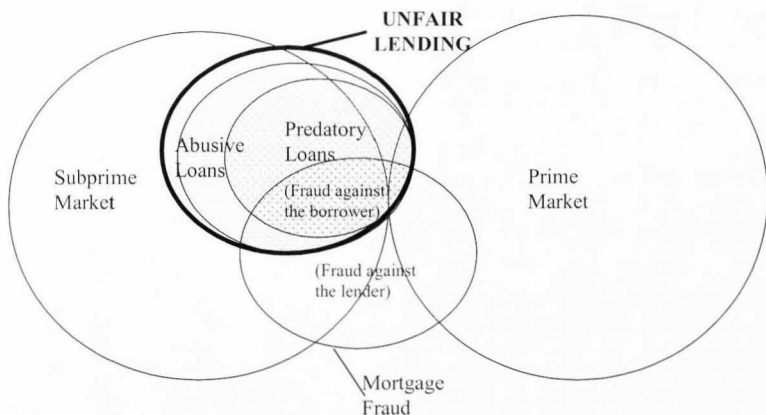 UNFAIR
LENDING
Predatory
Loans
Abusive
Loans
Subprime
Market
(Fraud against
the borrower)
Prime
Market
(Fraud against
the lender)
Mortgage
Fraud